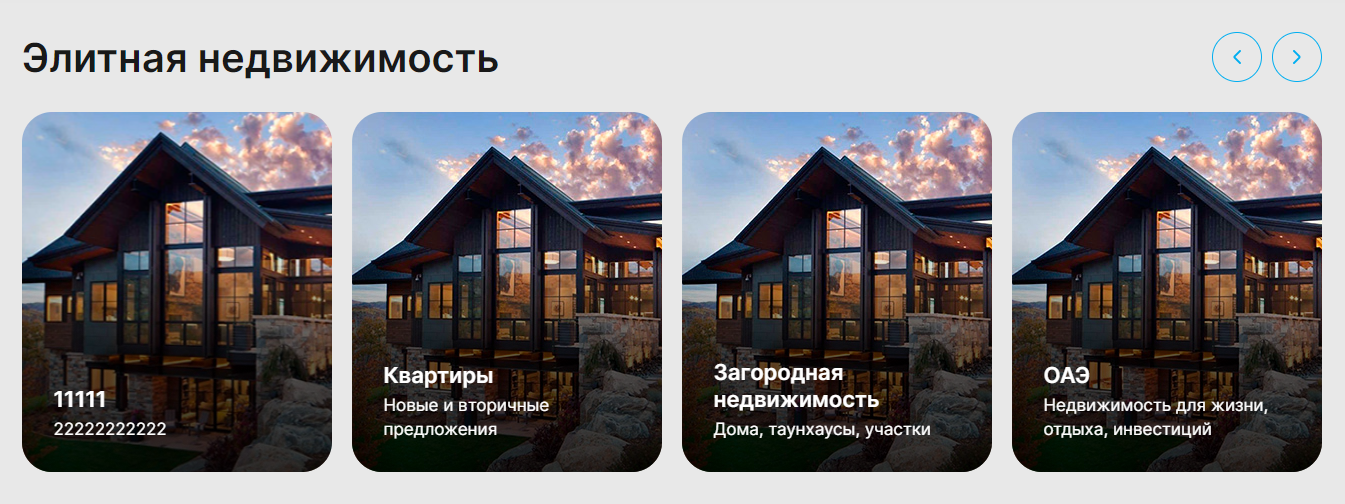 Элитная недвижимость
11111
22222222222
Квартиры
Новые и вторичные
предложения
Загородная
недвижимость
Дома, таунхаусы, участки
ОАЭ
Недвижимость для жизни,
отдыха, инвестиций